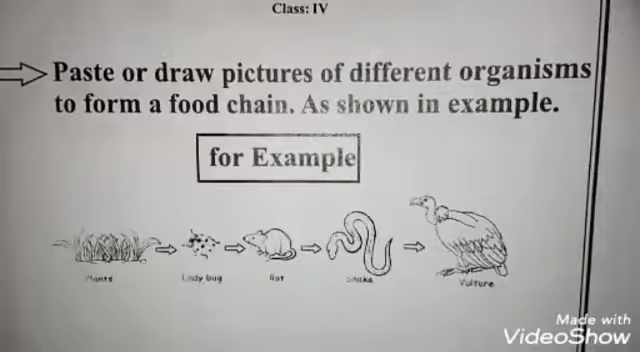 Class: IV
Paste or draw pictures of different organisms
to form a food chain. As shown in example.
for Example
Plants Lady bug Rat Snake Vulture
Made with
VideoShow